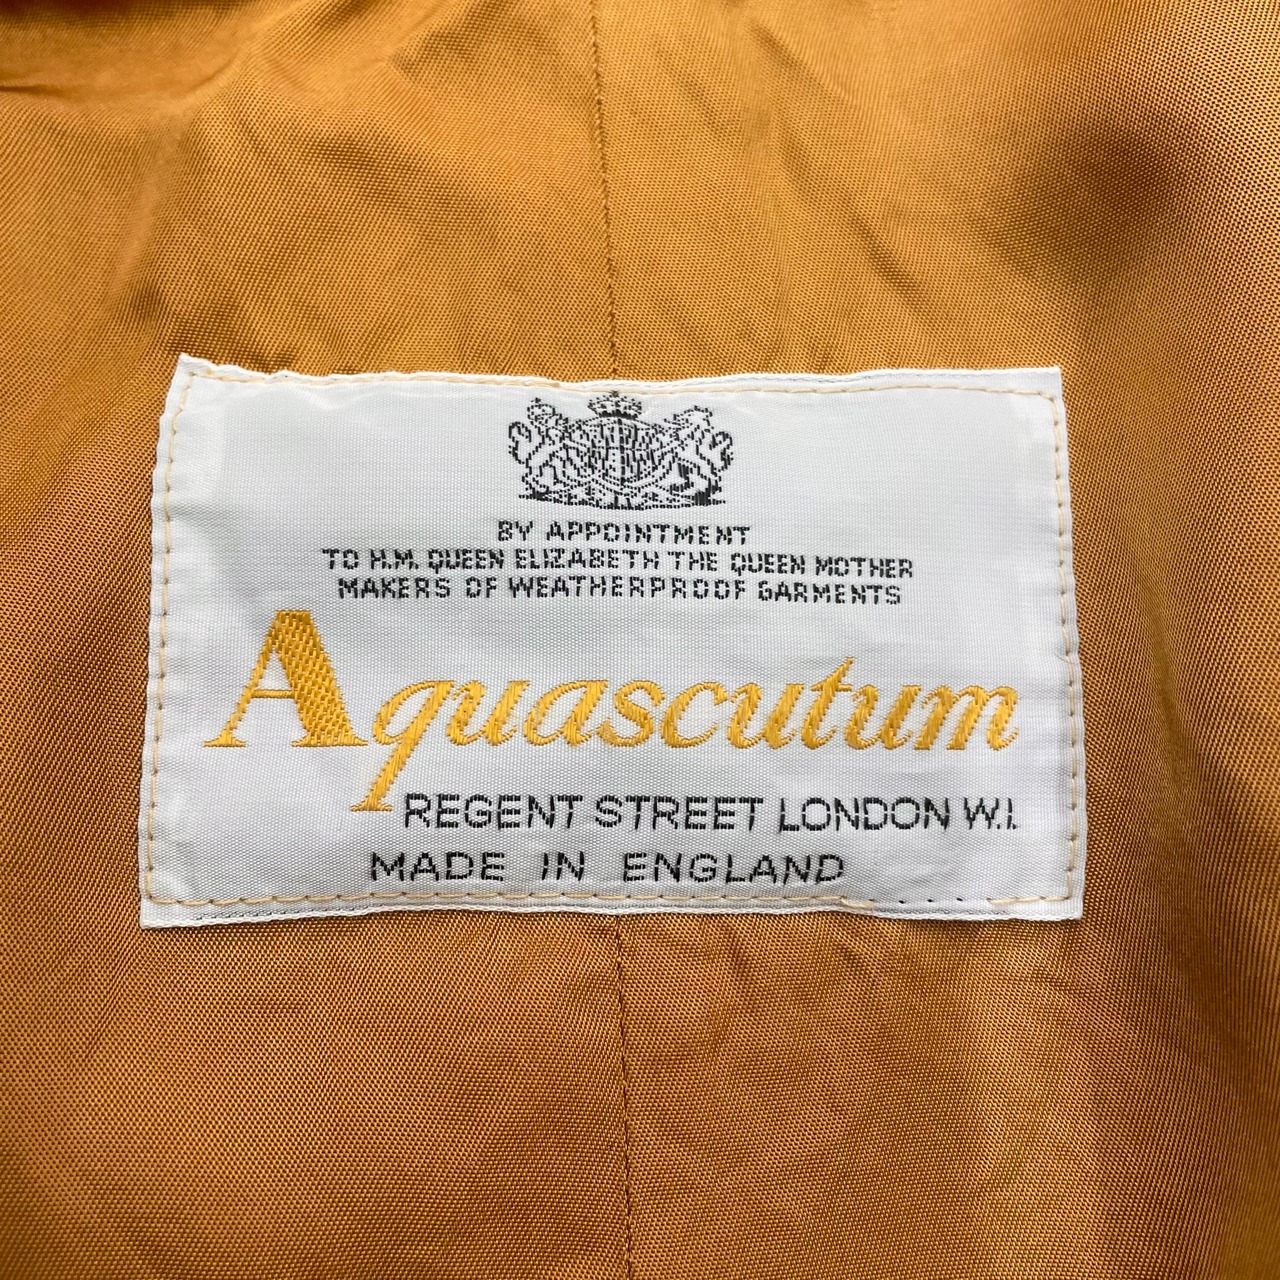 BY APPOINTMENT
TO H.M. QUEEN ELIZABETH THE QUEEN MOTHER
MAKERS OF WEATHERPROOF GARMENTS
Aquascutum
REGENT STREET LONDON W.I.
MADE IN ENGLAND